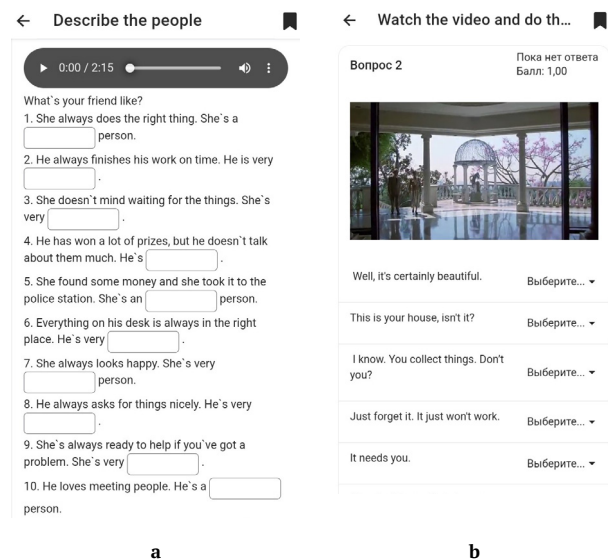 Describe the people
0:00 / 2:15
What`s your friend like?
1. She always does the right thing. She`s a
person.
2. He always finishes his work on time. He is very
.
3. She doesn`t mind waiting for the things. She`s
very .
4. He has won a lot of prizes, but he doesn`t talk
about them much. He`s .
5. She found some money and she took it to the
police station. She`s an person.
6. Everything on his desk is always in the right
place. He`s very .
7. She always looks happy. She`s very
person.
8. He always asks for things nicely. He`s very
.
9. She`s always ready to help if you`ve got a
problem. She`s very .
10. He loves meeting people. He`s a
person.
a
Watch the video and do th...
Вопрос 2
Пока нет ответа
Балл: 1,00
Well, it's certainly beautiful.
Выберите...
This is your house, isn't it?
Выберите...
I know. You collect things. Don't
you?
Выберите...
Just forget it. It just won't work.
Выберите...
It needs you.
Выберите...
b